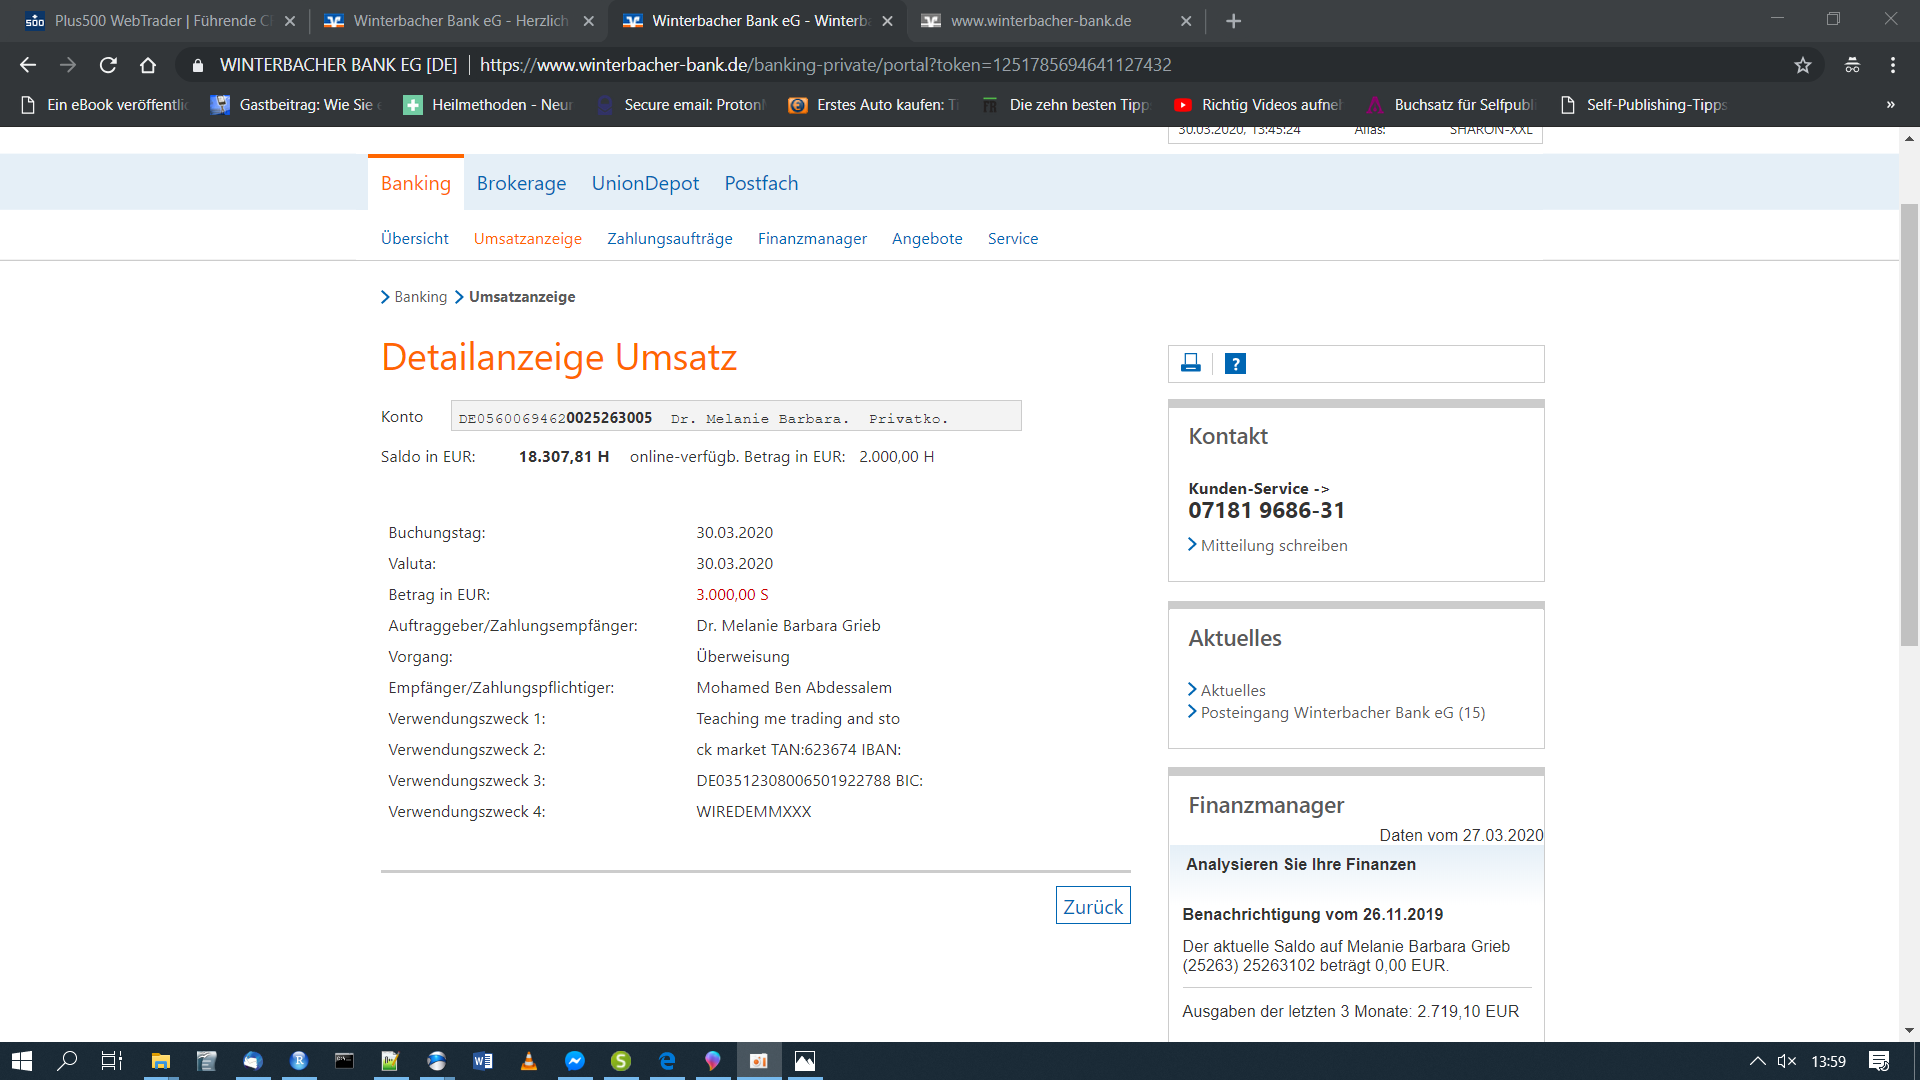 Plus500 WebTrader | Führende C
Winterbacher Bank eG - Herzlich
Winterbacher Bank eG - Winterb
www.winterbacher-bank.de
WINTERBACHER BANK EG [DE]
https://www.winterbacher-bank.de/banking-private/portal?token=1251785694641127432
Ein eBook veröffentlic
Gastbeitrag: Wie Sie e
Heilmethoden - Neur
Secure email: ProtonM
Erstes Auto kaufen: Ti
Die zehn besten Tipp
Richtig Videos aufneh
Buchsatz für Selfpubli
Self-Publishing-Tipps
»
30.03.2020, 13:45:24 Alias: SHARON-XXL
Banking Brokerage UnionDepot Postfach
Übersicht Umsatzanzeige Zahlungsaufträge Finanzmanager Angebote Service
Banking Umsatzanzeige
Detailanzeige Umsatz
Konto DE05600694620025263005 Dr. Melanie Barbara. Privatko.
Saldo in EUR: 18.307,81 H online-verfügb. Betrag in EUR: 2.000,00 H
Buchungstag: 30.03.2020
Valuta: 30.03.2020
Betrag in EUR: 3.000,00 S
Auftraggeber/Zahlungsempfänger: Dr. Melanie Barbara Grieb
Vorgang: Überweisung
Empfänger/Zahlungspflichtiger: Mohamed Ben Abdessalem
Verwendungszweck 1: Teaching me trading and sto
Verwendungszweck 2: ck market TAN:623674 IBAN:
Verwendungszweck 3: DE03512308006501922788 BIC:
Verwendungszweck 4: WIREDEMMXXX
Zurück
?
Kontakt
Kunden-Service ->
07181 9686-31
Mitteilung schreiben
Aktuelles
Aktuelles
Posteingang Winterbacher Bank eG (15)
Finanzmanager
Daten vom 27.03.2020
Analysieren Sie Ihre Finanzen
Benachrichtigung vom 26.11.2019
Der aktuelle Saldo auf Melanie Barbara Grieb
(25263) 25263102 beträgt 0,00 EUR.
Ausgaben der letzten 3 Monate: 2.719,10 EUR
13:59